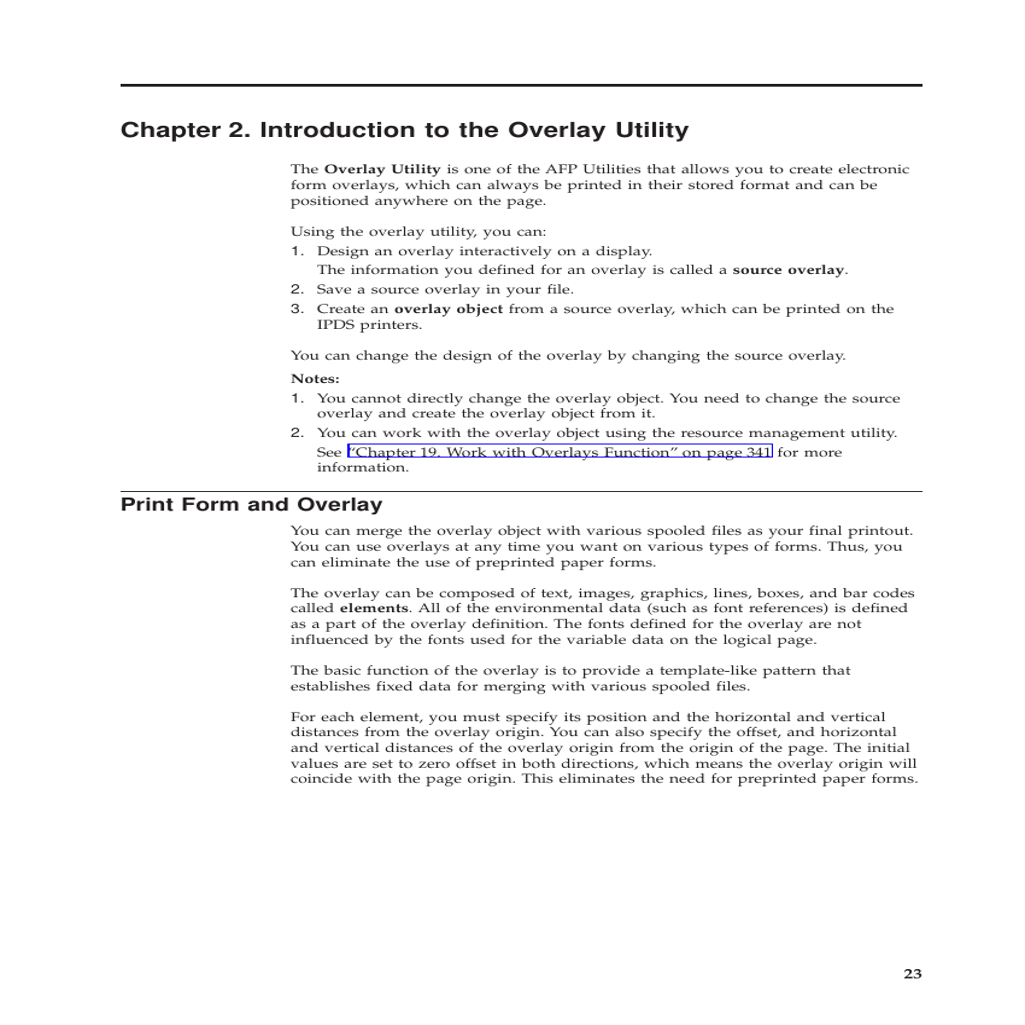 Chapter 2. Introduction to the Overlay Utility
The Overlay Utility is one of the AFP Utilities that allows you to create electronic
form overlays, which can always be printed in their stored format and can be
positioned anywhere on the page.
Using the overlay utility, you can:
1. Design an overlay interactively on a display.
The information you defined for an overlay is called a source overlay.
2. Save a source overlay in your file.
3. Create an overlay object from a source overlay, which can be printed on the
IPDS printers.
You can change the design of the overlay by changing the source overlay.
Notes:
1. You cannot directly change the overlay object. You need to change the source
overlay and create the overlay object from it.
2. You can work with the overlay object using the resource management utility.
See “Chapter 19. Work with Overlays Function” on page 341 for more
information.
Print Form and Overlay
You can merge the overlay object with various spooled files as your final printout.
You can use overlays at any time you want on various types of forms. Thus, you
can eliminate the use of preprinted paper forms.
The overlay can be composed of text, images, graphics, lines, boxes, and bar codes
called elements. All of the environmental data (such as font references) is defined
as a part of the overlay definition. The fonts defined for the overlay are not
influenced by the fonts used for the variable data on the logical page.
The basic function of the overlay is to provide a template-like pattern that
establishes fixed data for merging with various spooled files.
For each element, you must specify its position and the horizontal and vertical
distances from the overlay origin. You can also specify the offset, and horizontal
and vertical distances of the overlay origin from the origin of the page. The initial
values are set to zero offset in both directions, which means the overlay origin will
coincide with the page origin. This eliminates the need for preprinted paper forms.
23